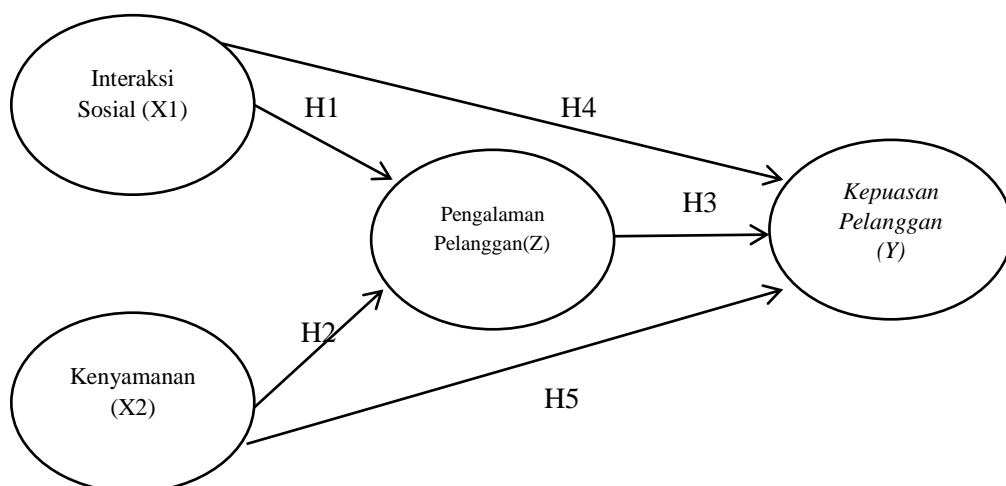 Interaksi
Sosial (X1)
H1
H4
Pengalaman
Pelanggan(Z)
H3
Kepuasan
Pelanggan
(Y)
H2
Kenyamanan
(X2)
H5